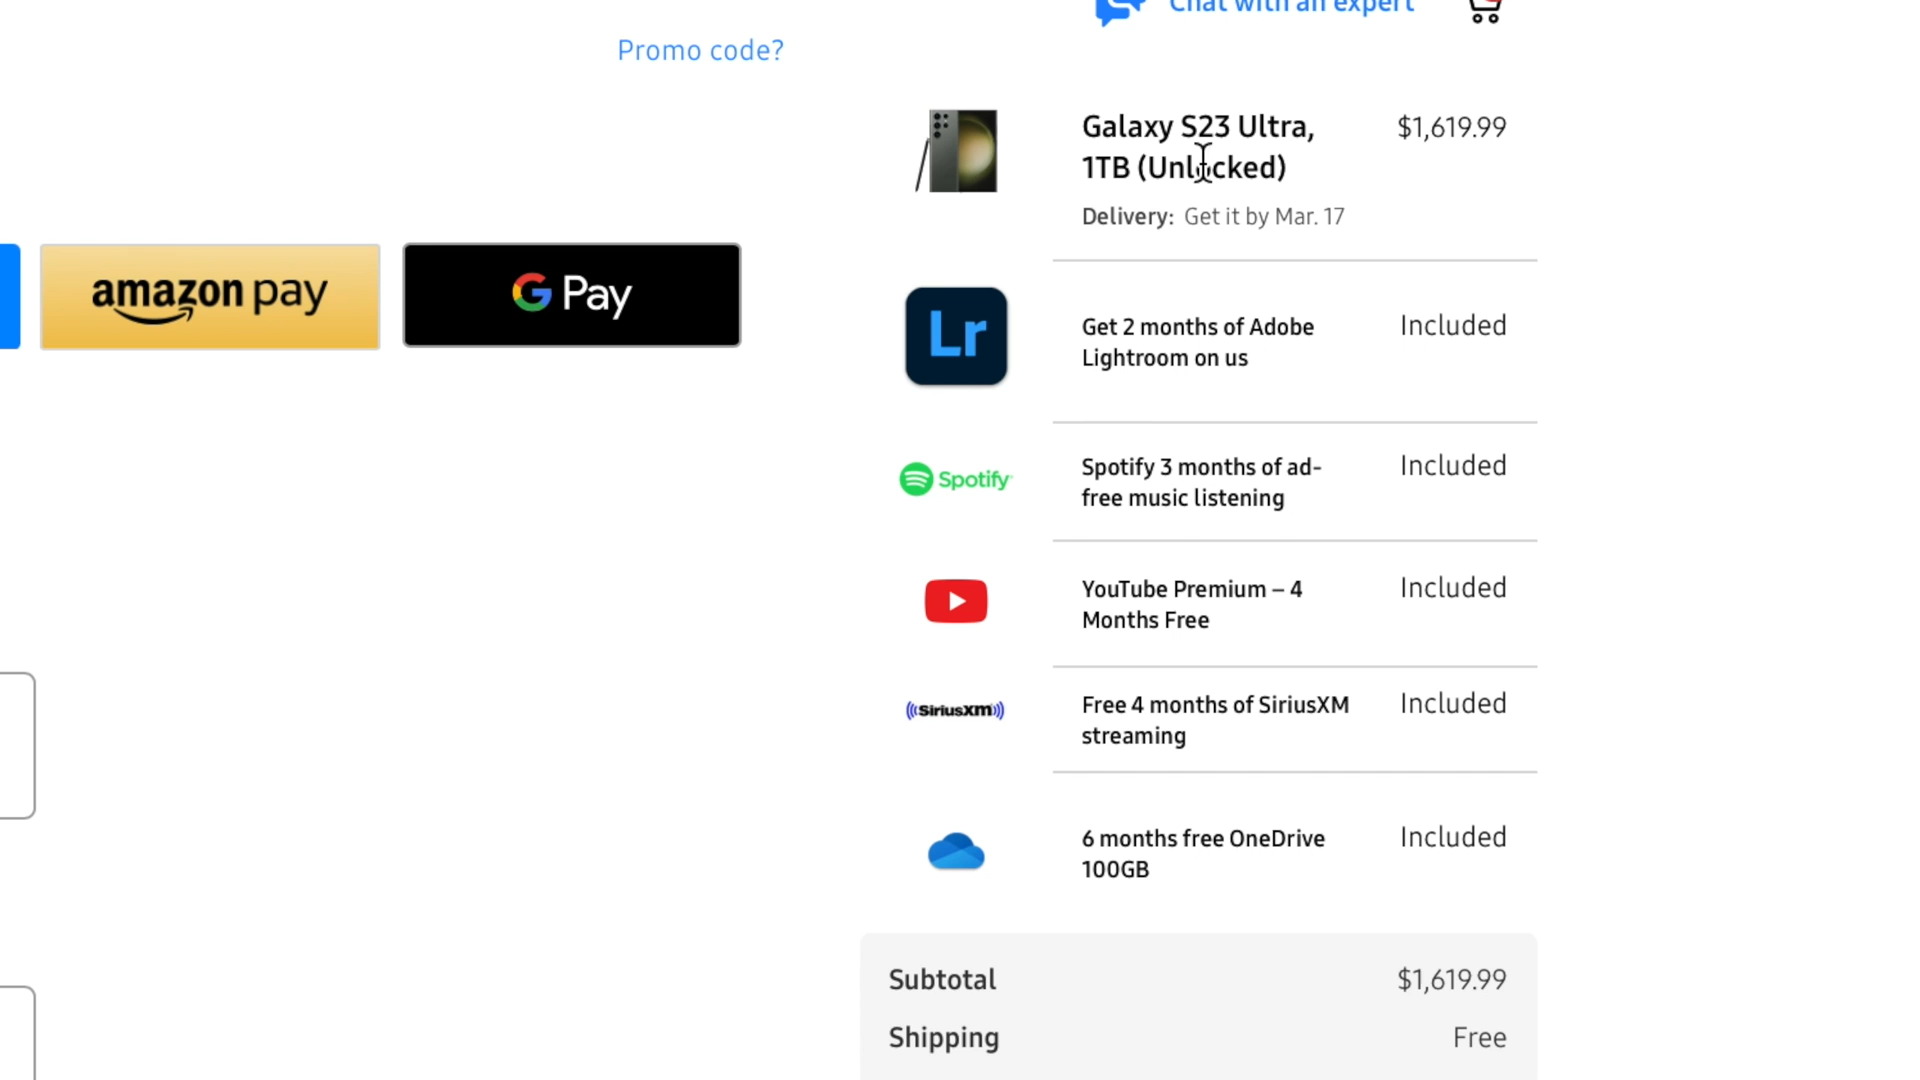 Chat with an expert
Promo code?
Galaxy S23 Ultra,
1TB (Unlocked)
$1,619.99
Delivery: Get it by Mar. 17
amazon pay
G Pay
Lr
Get 2 months of Adobe
Lightroom on us
Included
Spotify
Spotify 3 months of ad-
free music listening
Included
YouTube Premium – 4
Months Free
Included
((SiriusXM))
Free 4 months of SiriusXM
streaming
Included
6 months free OneDrive
100GB
Included
Subtotal
$1,619.99
Shipping
Free